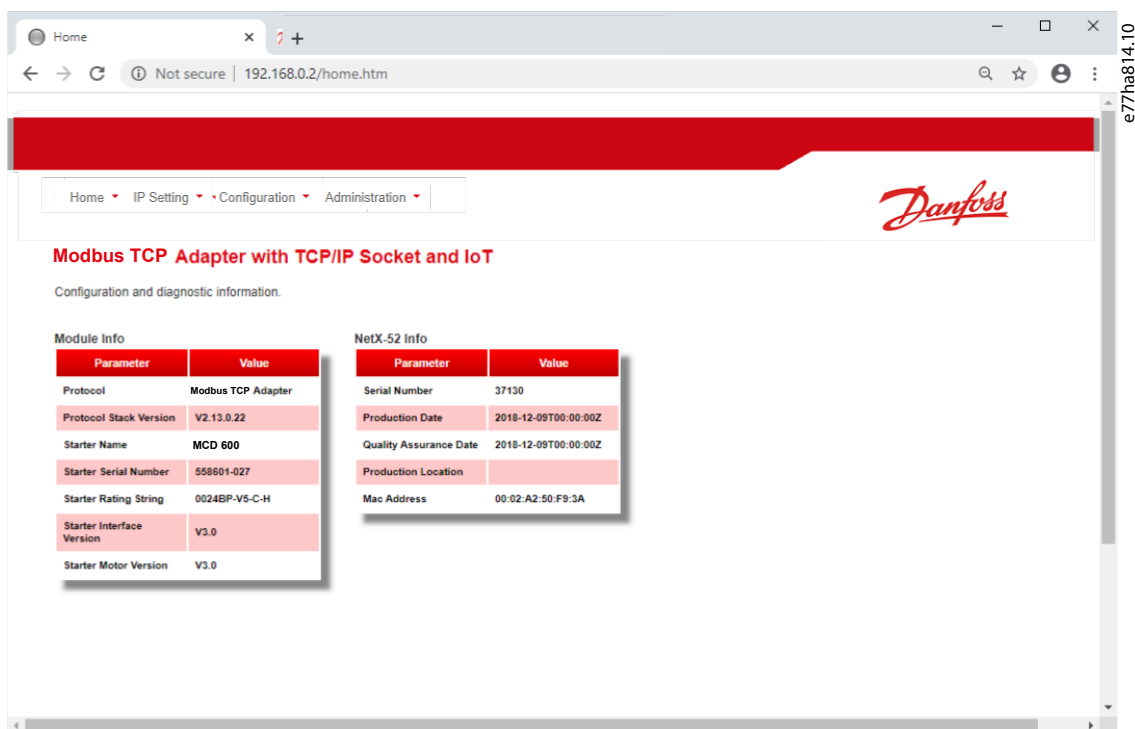 Home
Not secure | 192.168.0.2/home.htm
e77ha814.10
Home IP Setting Configuration Administration
Danfoss
Modbus TCP Adapter with TCP/IP Socket and IoT
Configuration and diagnostic information.
Module Info
Parameter Value
Protocol Modbus TCP Adapter
Protocol Stack Version V2.13.0.22
Starter Name MCD 600
Starter Serial Number 558601-027
Starter Rating String 0024BP-V5-C-H
Starter Interface
Version V3.0
Starter Motor Version V3.0
NetX-52 Info
Parameter Value
Serial Number 37130
Production Date 2018-12-09T00:00:00Z
Quality Assurance Date 2018-12-09T00:00:00Z
Production Location
Mac Address 00:02:A2:50:F9:3A